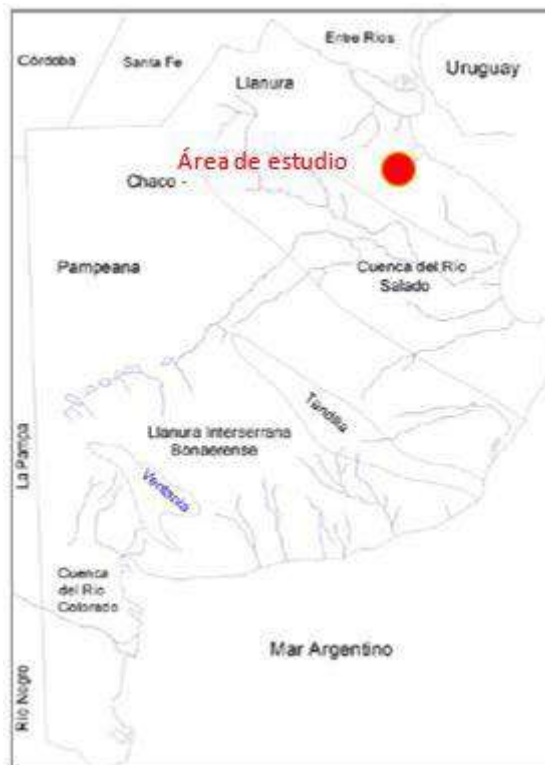 Entre Ríos
Córdoba
Santa Fe
Uruguay
Llanura
Área de estudio
Chaco -
Pampeana
Cuenca del Río
Salado
Tandilia
Llanura Interserrana
Bonaerense
La Pampa
Ventania
Cuenca
del Río
Colorado
Mar Argentino
Río Negro